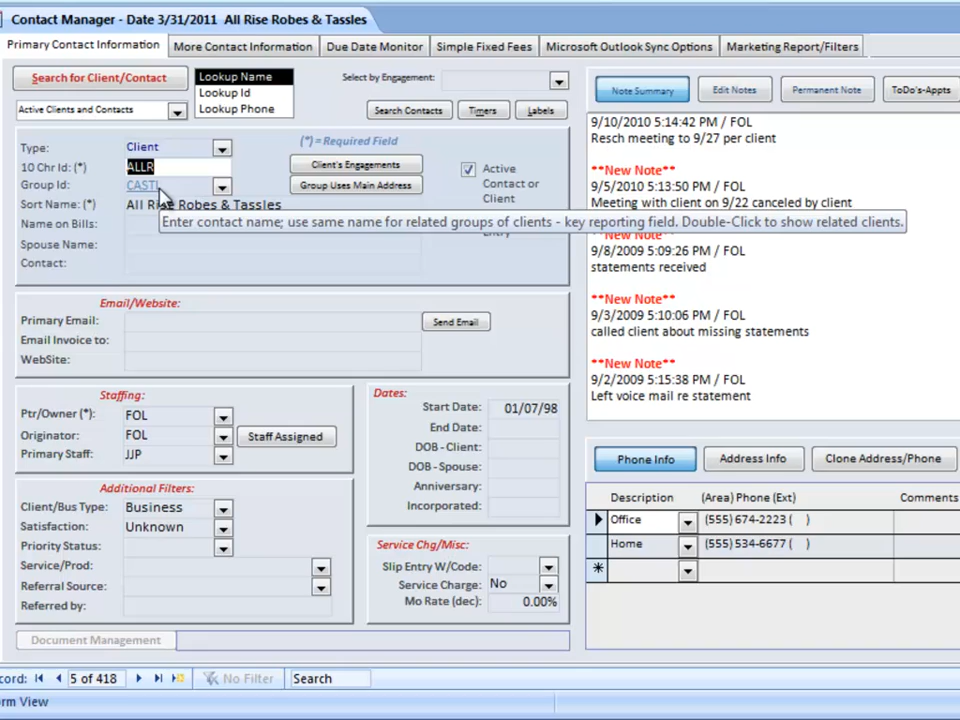 Contact Manager - Date 3/31/2011 All Rise Robes & Tassles
Primary Contact Information
More Contact Information
Due Date Monitor
Simple Fixed Fees
Microsoft Outlook Sync Options
Marketing Report/Filters
Search for Client/Contact
Lookup Name
Lookup Id
Lookup Phone
Select by Engagement:
Active Clients and Contacts
Search Contacts
Timers
Labels
Note Summary
Edit Notes
Permanent Note
ToDo's-Appts
Type: Client
(*) = Required Field
10 Chr Id: (*) ALLR
Client's Engagements
Group Id:
Group Uses Main Address
Active
Contact or
Client
Sort Name: (*) All Rise Robes & Tassles
Name on Bills:
Enter contact name; use same name for related groups of clients - key reporting field. Double-Click to show related clients.
Spouse Name:
Contact:
9/10/2010 5:14:42 PM / FOL
Resch meeting to 9/27 per client
**New Note**
9/5/2010 5:13:50 PM / FOL
Meeting with client on 9/22 canceled by client
**New Note**
9/8/2009 5:09:26 PM / FOL
statements received
**New Note**
9/3/2009 5:10:06 PM / FOL
called client about missing statements
**New Note**
9/2/2009 5:15:38 PM / FOL
Left voice mail re statement
Email/Website:
Primary Email:
Send Email
Email Invoice to:
WebSite:
Staffing:
Ptr/Owner (*): FOL
Originator: FOL
Staff Assigned
Primary Staff: JJP
Dates:
Start Date: 01/07/98
End Date:
DOB - Client:
DOB - Spouse:
Anniversary:
Incorporated:
Additional Filters:
Client/Bus Type: Business
Satisfaction: Unknown
Priority Status:
Service/Prod:
Referral Source:
Referred by:
Service Chg/Misc:
Slip Entry W/Code:
Service Charge: No
Mo Rate (dec): 0.00%
Phone Info
Address Info
Clone Address/Phone
Description (Area) Phone (Ext) Comments
Office (555) 674-2223 ( )
Home (555) 534-6677 ( )
Document Management
cord: 5 of 418 No Filter Search
rm View